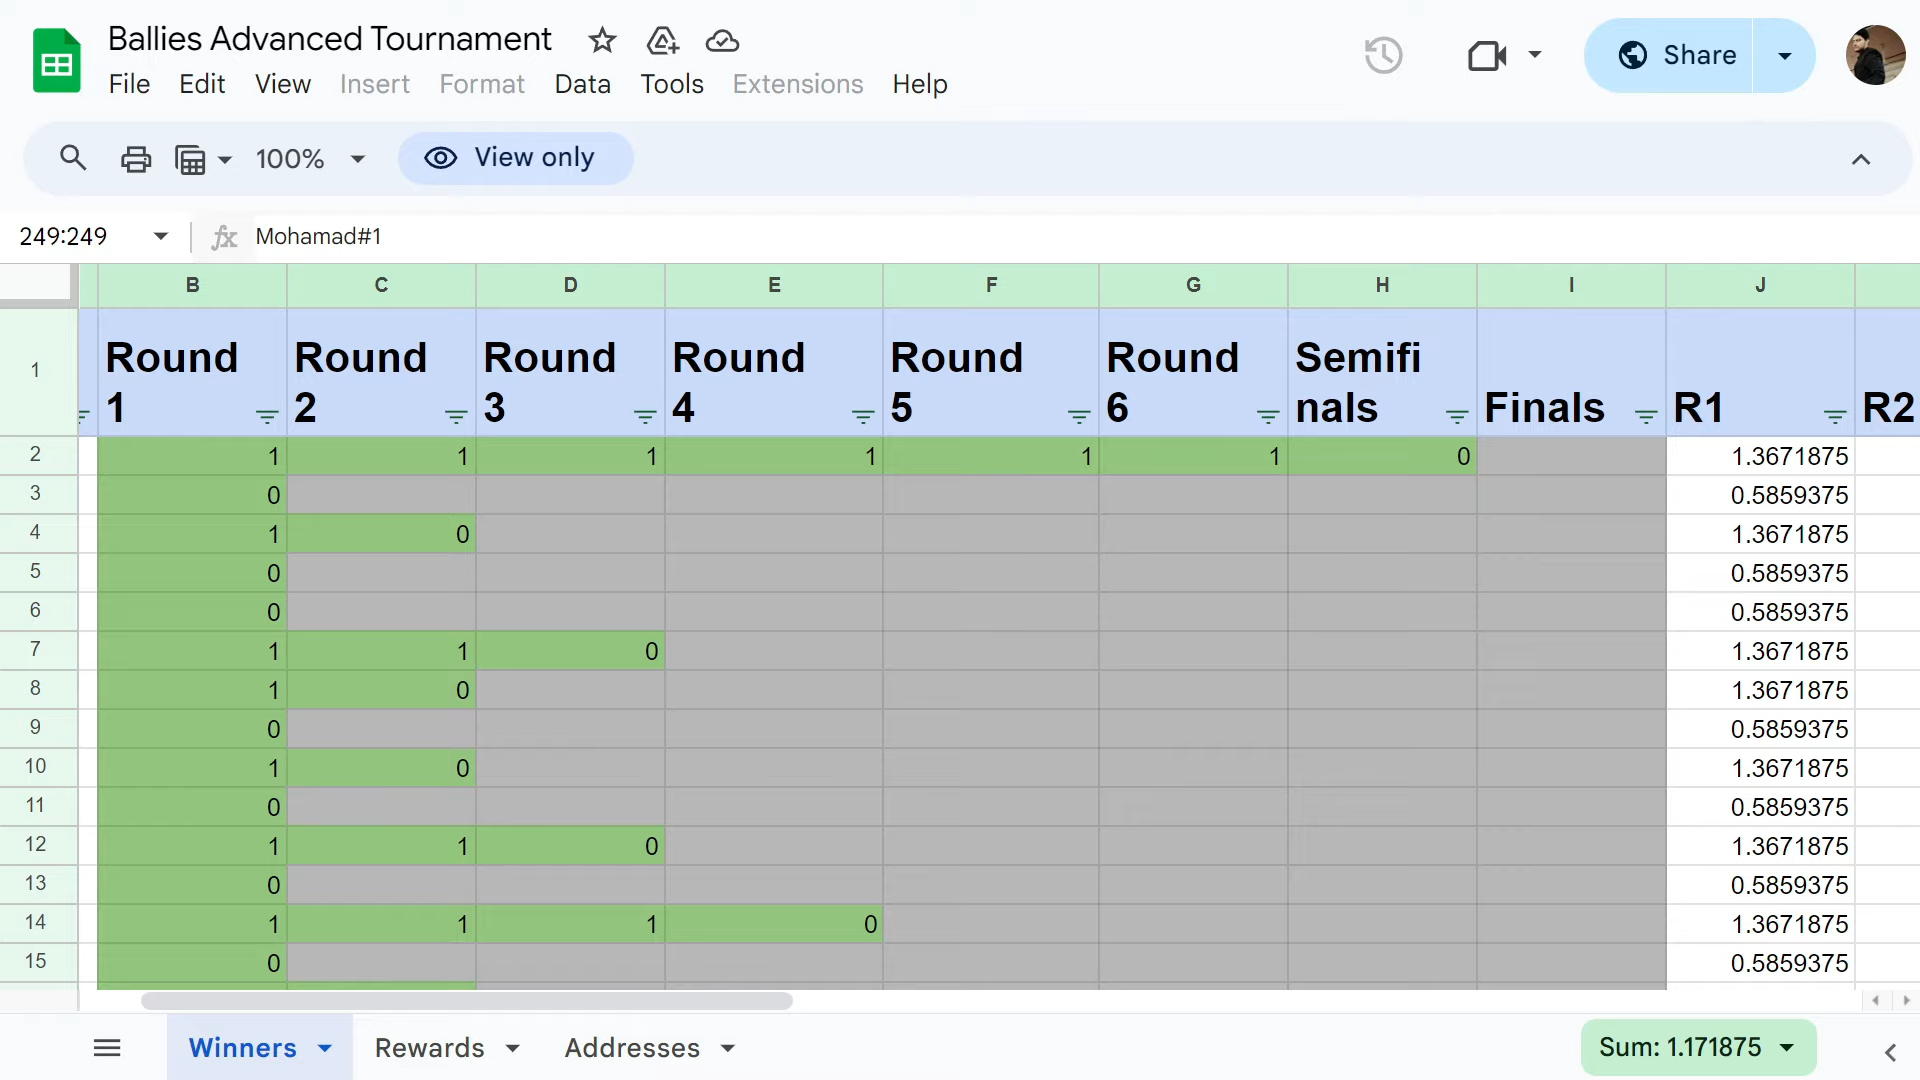 Ballies Advanced Tournament
File Edit View Insert Format Data Tools Extensions Help
Share
100% View only
249:249 fx Mohamad#1
B C D E F G H I J
1 Round 1 Round 2 Round 3 Round 4 Round 5 Round 6 Semifi nals Finals R1 R2
2 1 1 1 1 1 1 0 1.3671875
3 0 0.5859375
4 1 0 1.3671875
5 0 0.5859375
6 0 0.5859375
7 1 1 0 1.3671875
8 1 0 1.3671875
9 0 0.5859375
10 1 0 1.3671875
11 0 0.5859375
12 1 1 0 1.3671875
13 0 0.5859375
14 1 1 1 0 1.3671875
15 0 0.5859375
Winners Rewards Addresses Sum: 1.171875